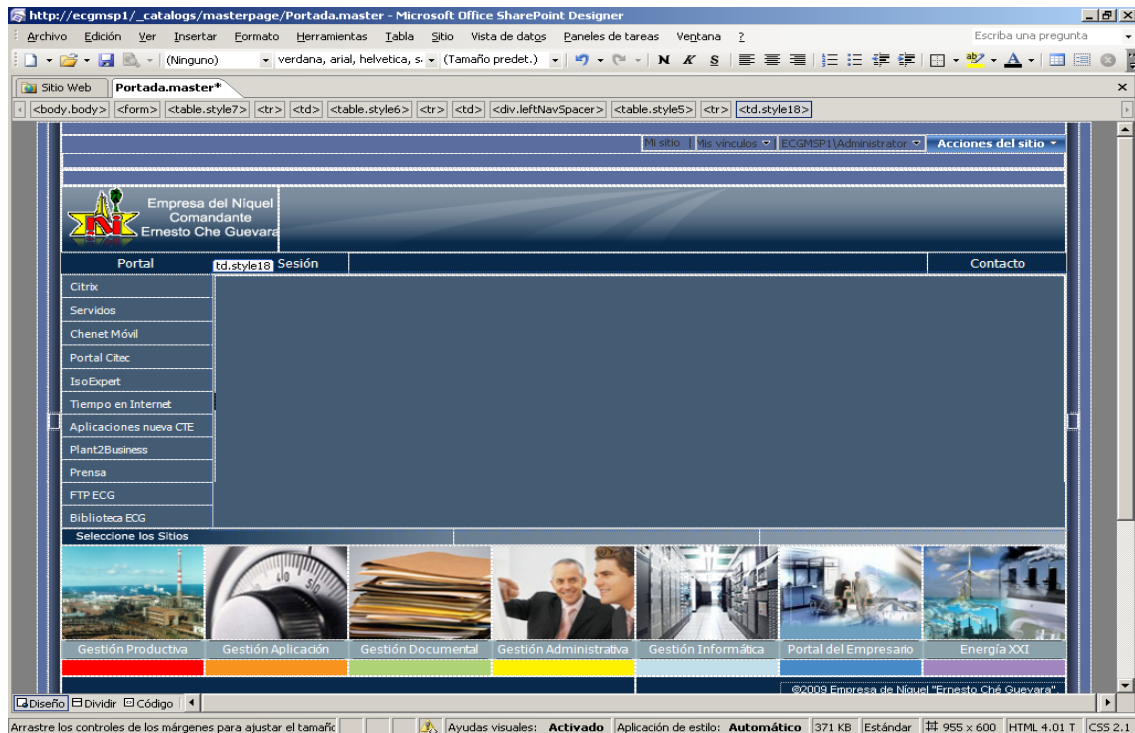 http://ecgmsp1/_catalogs/masterpage/Portada.master - Microsoft Office SharePoint Designer
Archivo Edición Ver Insertar Formato Herramientas Tabla Sitio Vista de datos Paneles de tareas Ventana ? Escriba una pregunta
(Ninguno) verdana, arial, helvetica, s. (Tamaño predet.) N K S
Sitio Web Portada.master*
<body.body> <form> <table.style7> <tr> <td> <table.style6> <tr> <td> <div.leftNavSpacer> <table.style5> <tr> <td.style18>
Mi sitio | Mis vínculos ECGMSP1\Administrator Acciones del sitio
Empresa del Níquel
Comandante
Ernesto Che Guevara
Portal td.style18 Sesión Contacto
Citrix
Servidos
Chenet Móvil
Portal Citec
IsoExpert
Tiempo en Internet
Aplicaciones nueva CTE
Plant2Business
Prensa
FTP ECG
Biblioteca ECG
Seleccione los Sitios
Gestión Productiva Gestión Aplicación Gestión Documental Gestión Administrativa Gestión Informática Portal del Empresario Energía XXI
©2009 Empresa de Níquel "Ernesto Ché Guevara".
Diseño Dividir Código
Arrastre los controles de los márgenes para ajustar el tamaño Ayudas visuales: Activado Aplicación de estilo: Automático 371 KB Estándar 955 x 600 HTML 4.01 T CSS 2.1